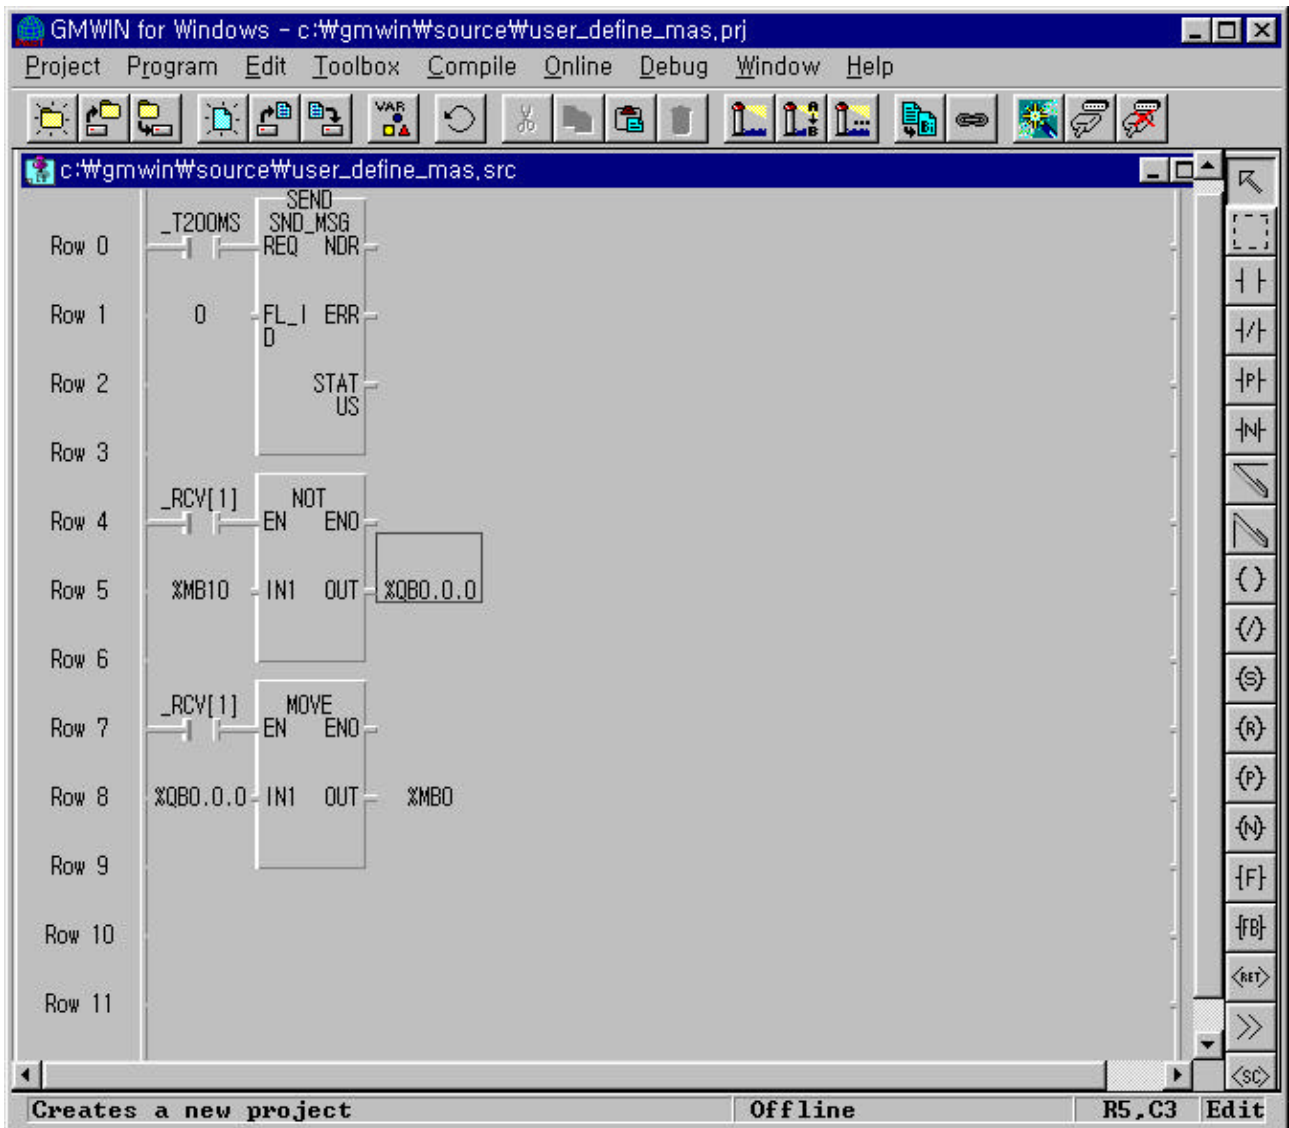 GMWIN for Windows - c:₩gmwin₩source₩user_define_mas.prj
Project Program Edit Toolbox Compile Online Debug Window Help
VAR
c:₩gmwin₩source₩user_define_mas.src
SEND
_T200MS SND_MSG
Row 0 REQ NDR
Row 1 0 FL_I ERR
D
Row 2 STAT
US
Row 3
_RCV[1] NOT
Row 4 EN ENO
Row 5 %MB10 IN1 OUT %QB0.0.0
Row 6
_RCV[1] MOVE
Row 7 EN ENO
Row 8 %QB0.0.0 IN1 OUT %MB0
Row 9
Row 10
Row 11
P
N
(/)
(S)
(R)
(P)
(N)
{F}
{FB}
<RET>
>>
<SC>
Creates a new project Offline R5,C3 Edit